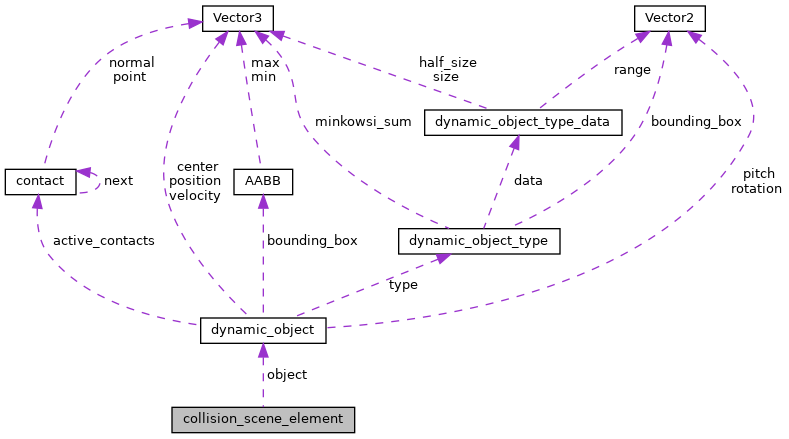 Vector3
Vector2
normal
point
max
min
half_size
size
range
minkowsi_sum
dynamic_object_type_data
bounding_box
contact
next
center
position
velocity
AABB
data
pitch
rotation
active_contacts
bounding_box
dynamic_object_type
type
dynamic_object
object
collision_scene_element